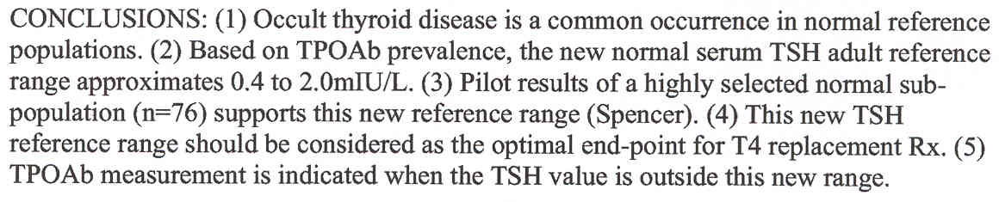 CONCLUSIONS: (1) Occult thyroid disease is a common occurrence in normal reference
populations. (2) Based on TPOAb prevalence, the new normal serum TSH adult reference
range approximates 0.4 to 2.0mIU/L. (3) Pilot results of a highly selected normal sub-
population (n=76) supports this new reference range (Spencer). (4) This new TSH
reference range should be considered as the optimal end-point for T4 replacement Rx. (5)
TPOAb measurement is indicated when the TSH value is outside this new range.